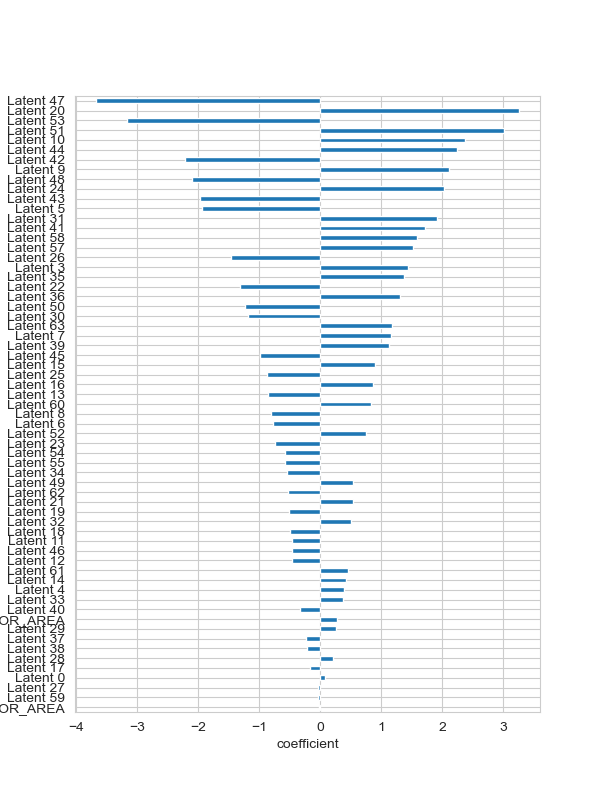 Latent 47
Latent 20
Latent 53
Latent 51
Latent 10
Latent 44
Latent 42
Latent 9
Latent 48
Latent 24
Latent 43
Latent 5
Latent 31
Latent 41
Latent 58
Latent 57
Latent 26
Latent 3
Latent 35
Latent 22
Latent 36
Latent 50
Latent 30
Latent 63
Latent 7
Latent 39
Latent 45
Latent 15
Latent 25
Latent 16
Latent 13
Latent 60
Latent 8
Latent 6
Latent 52
Latent 23
Latent 54
Latent 55
Latent 34
Latent 49
Latent 62
Latent 21
Latent 19
Latent 32
Latent 18
Latent 11
Latent 46
Latent 12
Latent 61
Latent 14
Latent 4
Latent 33
Latent 40
OR_AREA
Latent 29
Latent 37
Latent 38
Latent 28
Latent 17
Latent 0
Latent 27
Latent 59
OR_AREA
−4 −3 −2 −1 0 1 2 3
coefficient